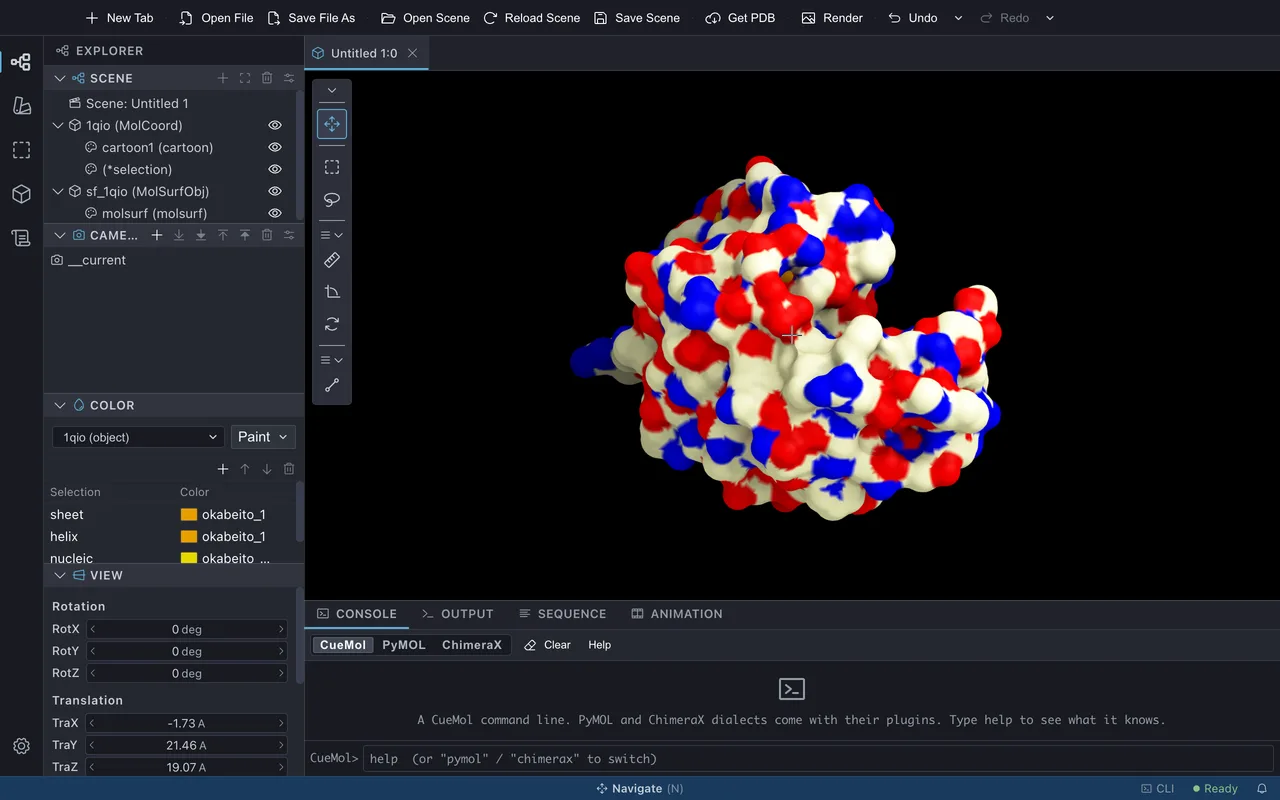 New Tab Open File Save File As Open Scene Reload Scene Save Scene Get PDB Render Undo Redo
EXPLORER
Untitled 1:0
SCENE
Scene: Untitled 1
1qio (MolCoord)
cartoon1 (cartoon)
(*selection)
sf_1qio (MolSurfObj)
molsurf (molsurf)
CAME...
__current
COLOR
1qio (object) Paint
Selection Color
sheet okabeito_1
helix okabeito_1
nucleic okabeito ...
VIEW
Rotation
RotX 0 deg
RotY 0 deg
RotZ 0 deg
Translation
TraX -1.73 A
TraY 21.46 A
TraZ 19.07 A
CONSOLE OUTPUT SEQUENCE ANIMATION
CueMol PyMOL ChimeraX Clear Help
A CueMol command line. PyMOL and ChimeraX dialects come with their plugins. Type help to see what it knows.
CueMol> help (or "pymol" / "chimerax" to switch)
Navigate (N) CLI Ready